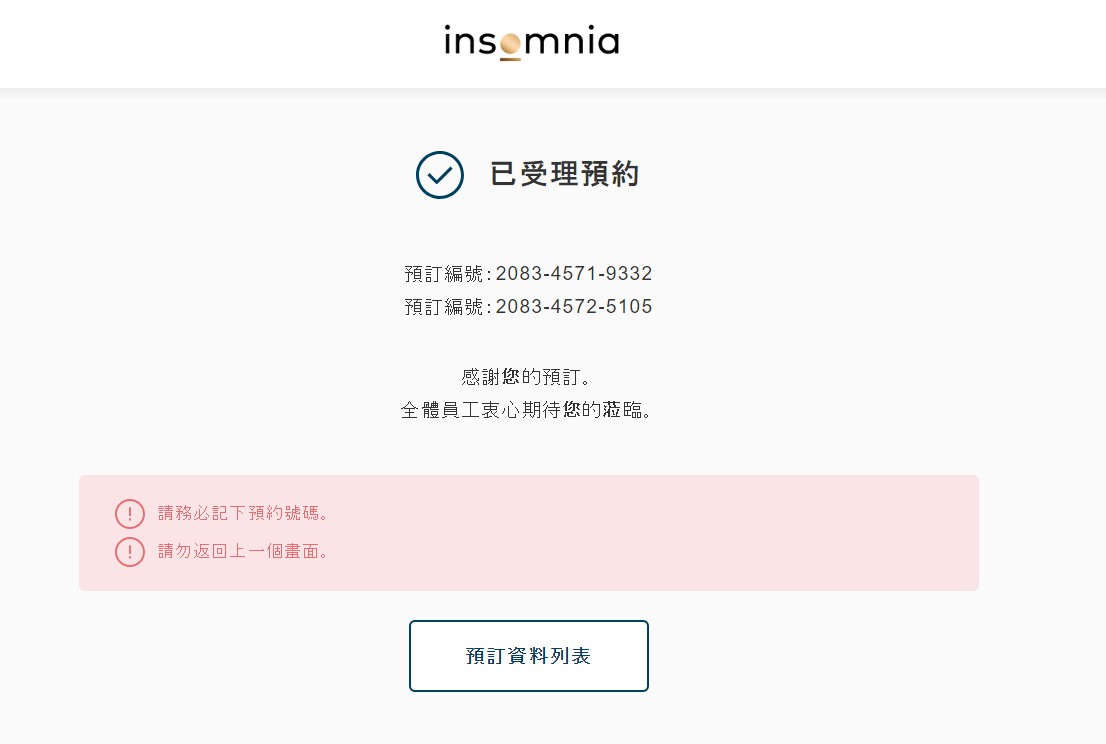 insomnia
已受理預約
預訂編號:2083-4571-9332
預訂編號:2083-4572-5105
感謝您的預訂。
全體員工衷心期待您的蒞臨。
請務必記下預約號碼。
請勿返回上一個畫面。
預訂資料列表